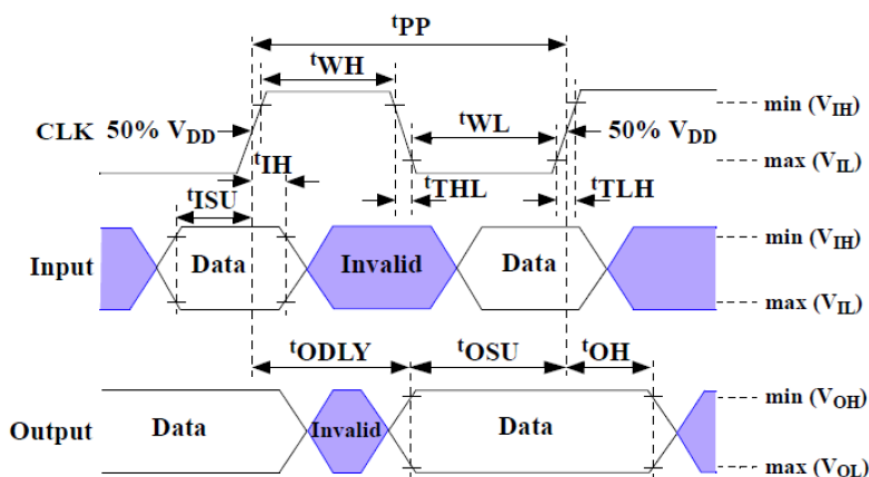 tPP
tWH
min (VIH)
CLK 50% VDD
tWL
50% VDD
tIH
max (VIL)
tISU
tTHL
tTLH
min (VIH)
Input
Data
Invalid
Data
max (VIL)
tODLY
tOSU
tOH
min (VOH)
Output
Data
Invalid
Data
max (VOL)